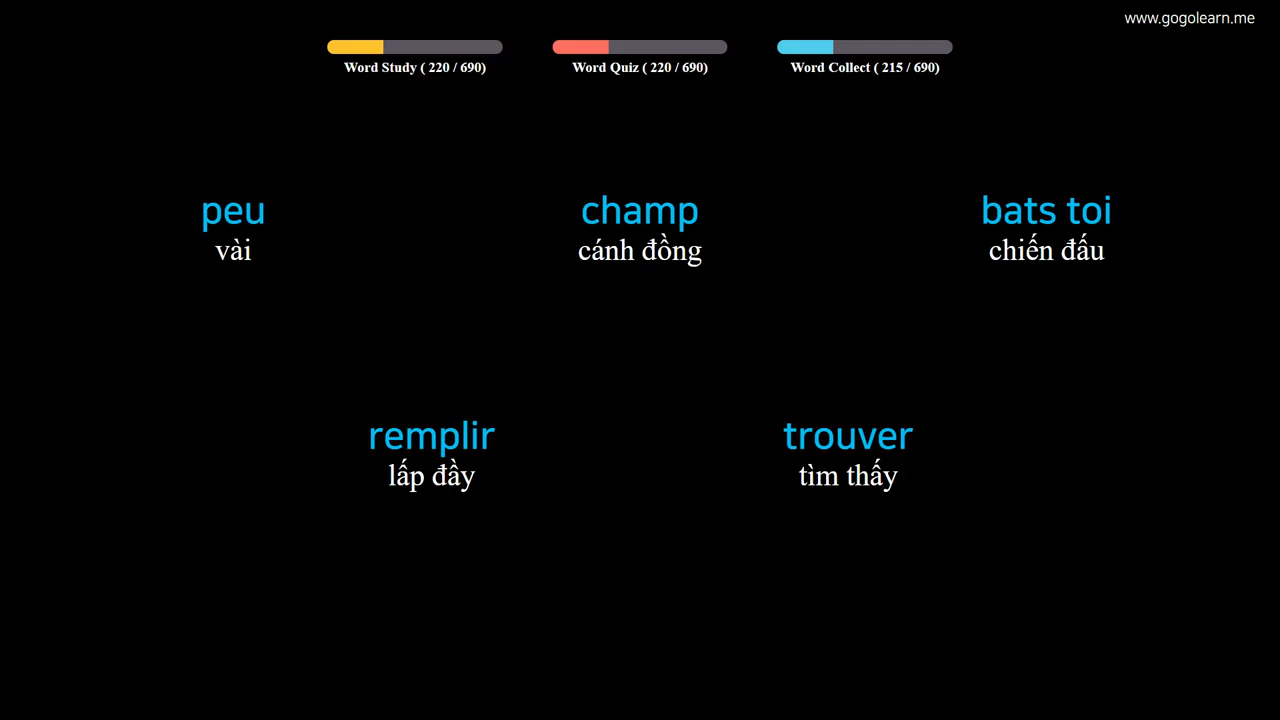 www.gogolearn.me
Word Study ( 220 / 690)
Word Quiz ( 220 / 690)
Word Collect ( 215 / 690)
peu
vài
champ
cánh đồng
bats toi
chiến đấu
remplir
lấp đầy
trouver
tìm thấy